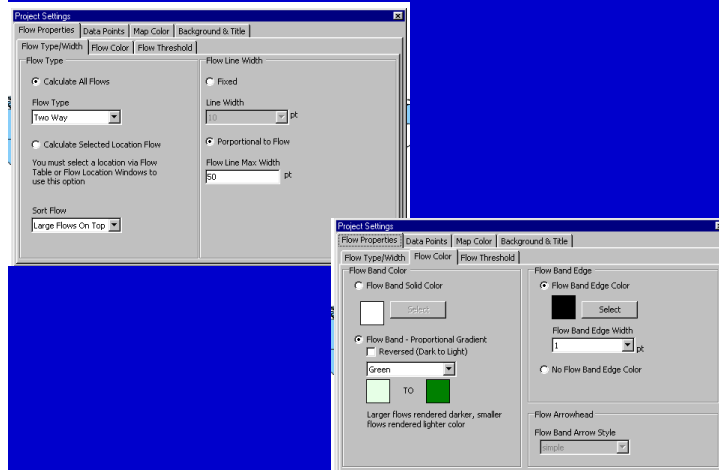 Project Settings
Flow Properties Data Points Map Color Background & Title
Flow Type/Width Flow Color Flow Threshold
Flow Type
Calculate All Flows
Flow Type
Two Way
Calculate Selected Location Flow
You must select a location via Flow
Table or Flow Location Windows to
use this option
Sort Flow
Large Flows On Top
Flow Line Width
Fixed
Line Width
10 pt
Porportional to Flow
Flow Line Max Width
50 pt
Project Settings
Flow Properties Data Points Map Color Background & Title
Flow Type/Width Flow Color Flow Threshold
Flow Band Color
Flow Band Solid Color
Select
Flow Band - Proportional Gradient
Reversed (Dark to Light)
Green
TO
Larger flows rendered darker, smaller
flows rendered lighter color
Flow Band Edge
Flow Band Edge Color
Select
Flow Band Edge Width
1 pt
No Flow Band Edge Color
Flow Arrowhead
Flow Band Arrow Style
simple